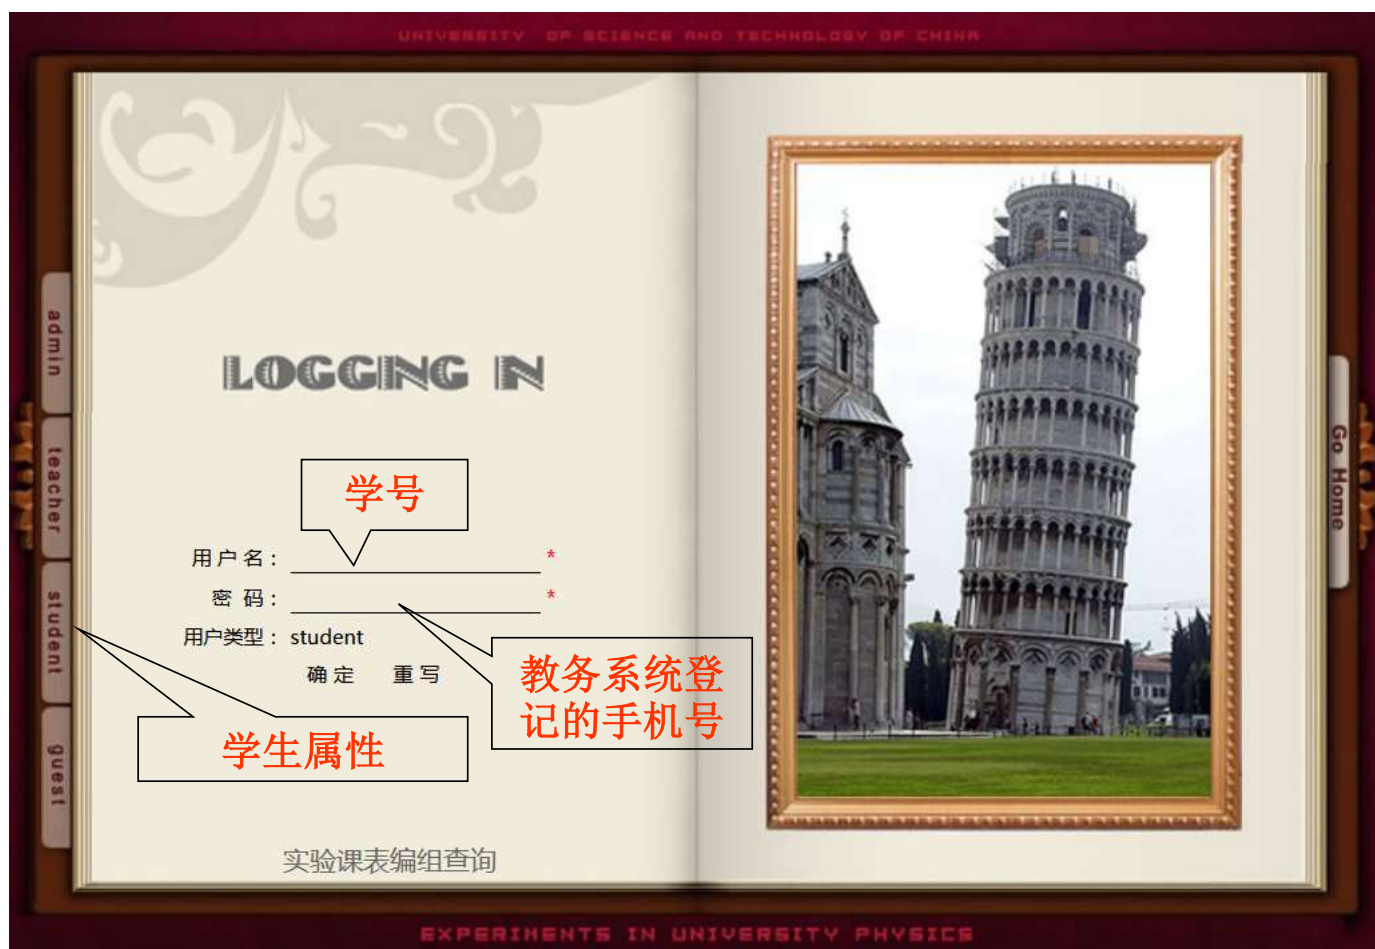 UNIVERSITY OF SCIENCE AND TECHNOLOGY OF CHINA
admin
teacher
student
guest
LOGGING IN
学号
用户名：
*
密码：
*
用户类型：student
确定 重写
教务系统登
记的手机号
学生属性
实验课表编组查询
Go Home
EXPERIMENTS IN UNIVERSITY PHYSICS